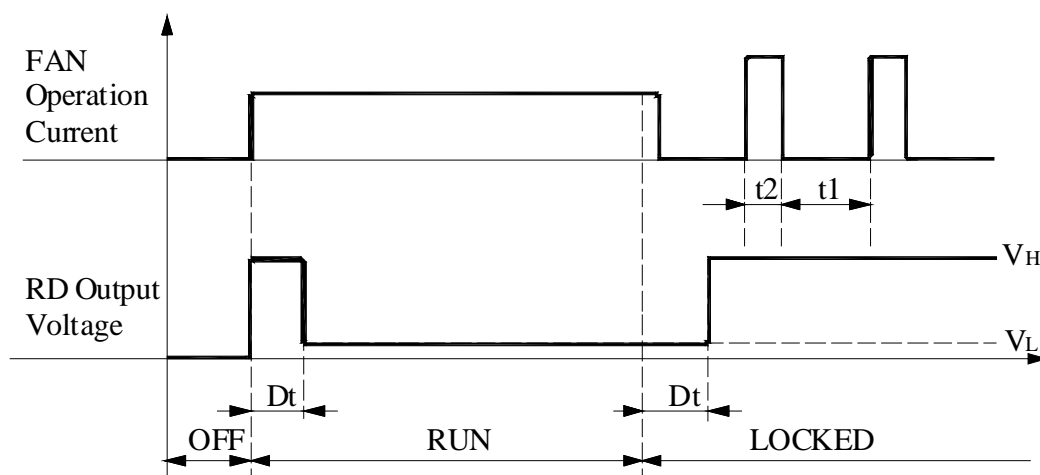 FAN
Operation
Current
t2
t1
VH
RD Output
Voltage
VL
Dt
Dt
OFF
RUN
LOCKED